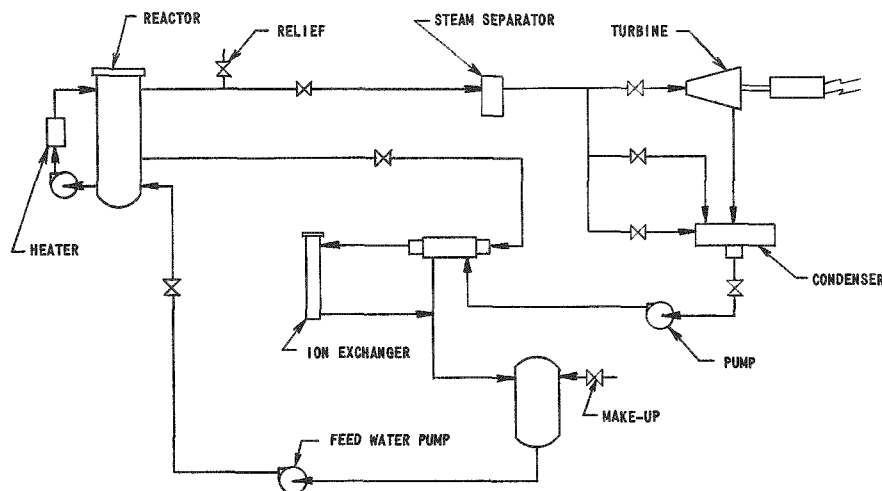 REACTOR
RELIEF
STEAM SEPARATOR
TURBINE
HEATER
CONDENSER
ION EXCHANGER
PUMP
MAKE-UP
FEED WATER PUMP